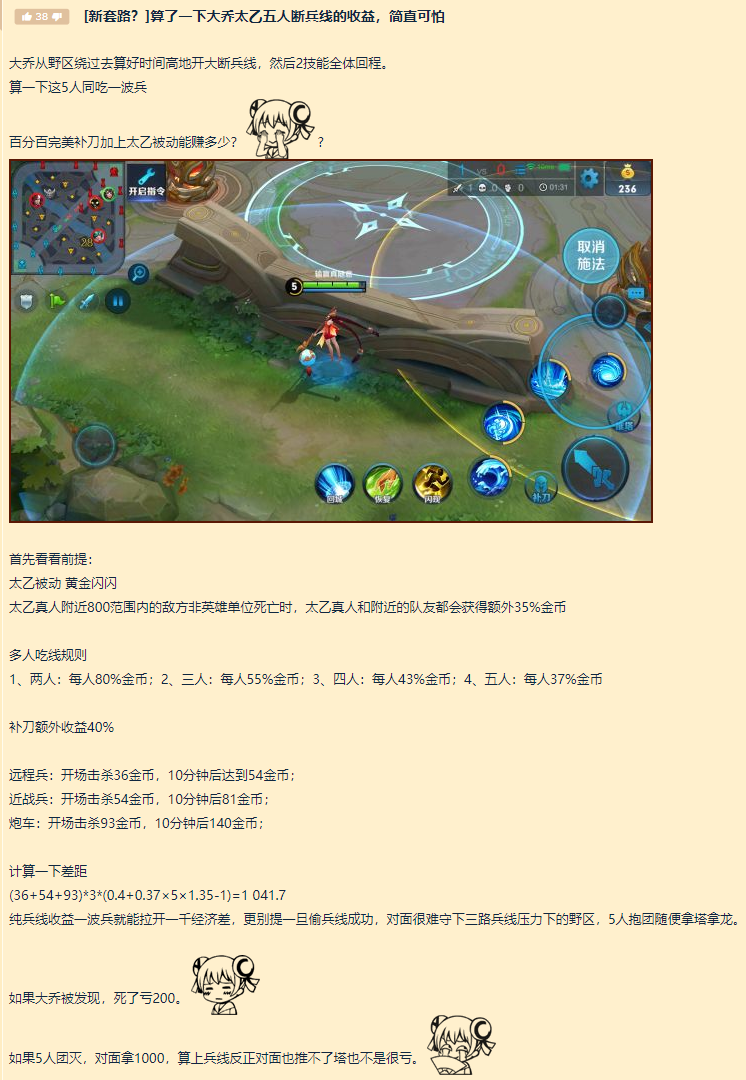 38
[新套路？]算了一下大乔太乙五人断兵线的收益，简直可怕
大乔从野区绕过去算好时间高地开大断兵线，然后2技能全体回程。
算一下这5人同吃一波兵
百分百完美补刀加上太乙被动能赚多少？ ？
开启指令
1 vs 0
1 0 0 01:31
236
28
取消
施法
5
推塔
回城
恢复
闪现
补刀
首先看看前提：
太乙被动 黄金闪闪
太乙真人附近800范围内的敌方非英雄单位死亡时，太乙真人和附近的队友都会获得额外35%金币
多人吃线规则
1、两人：每人80%金币；2、三人：每人55%金币；3、四人：每人43%金币；4、五人：每人37%金币
补刀额外收益40%
远程兵：开场击杀36金币，10分钟后达到54金币；
近战兵：开场击杀54金币，10分钟后81金币；
炮车：开场击杀93金币，10分钟后140金币；
计算一下差距
(36+54+93)*3*(0.4+0.37×5×1.35-1)=1 041.7
纯兵线收益一波兵就能拉开一千经济差，更别提一旦偷兵线成功，对面很难守下三路兵线压力下的野区，5人抱团随便拿塔拿龙。
如果大乔被发现，死了亏200。
如果5人团灭，对面拿1000，算上兵线反正对面也推不了塔也不是很亏。